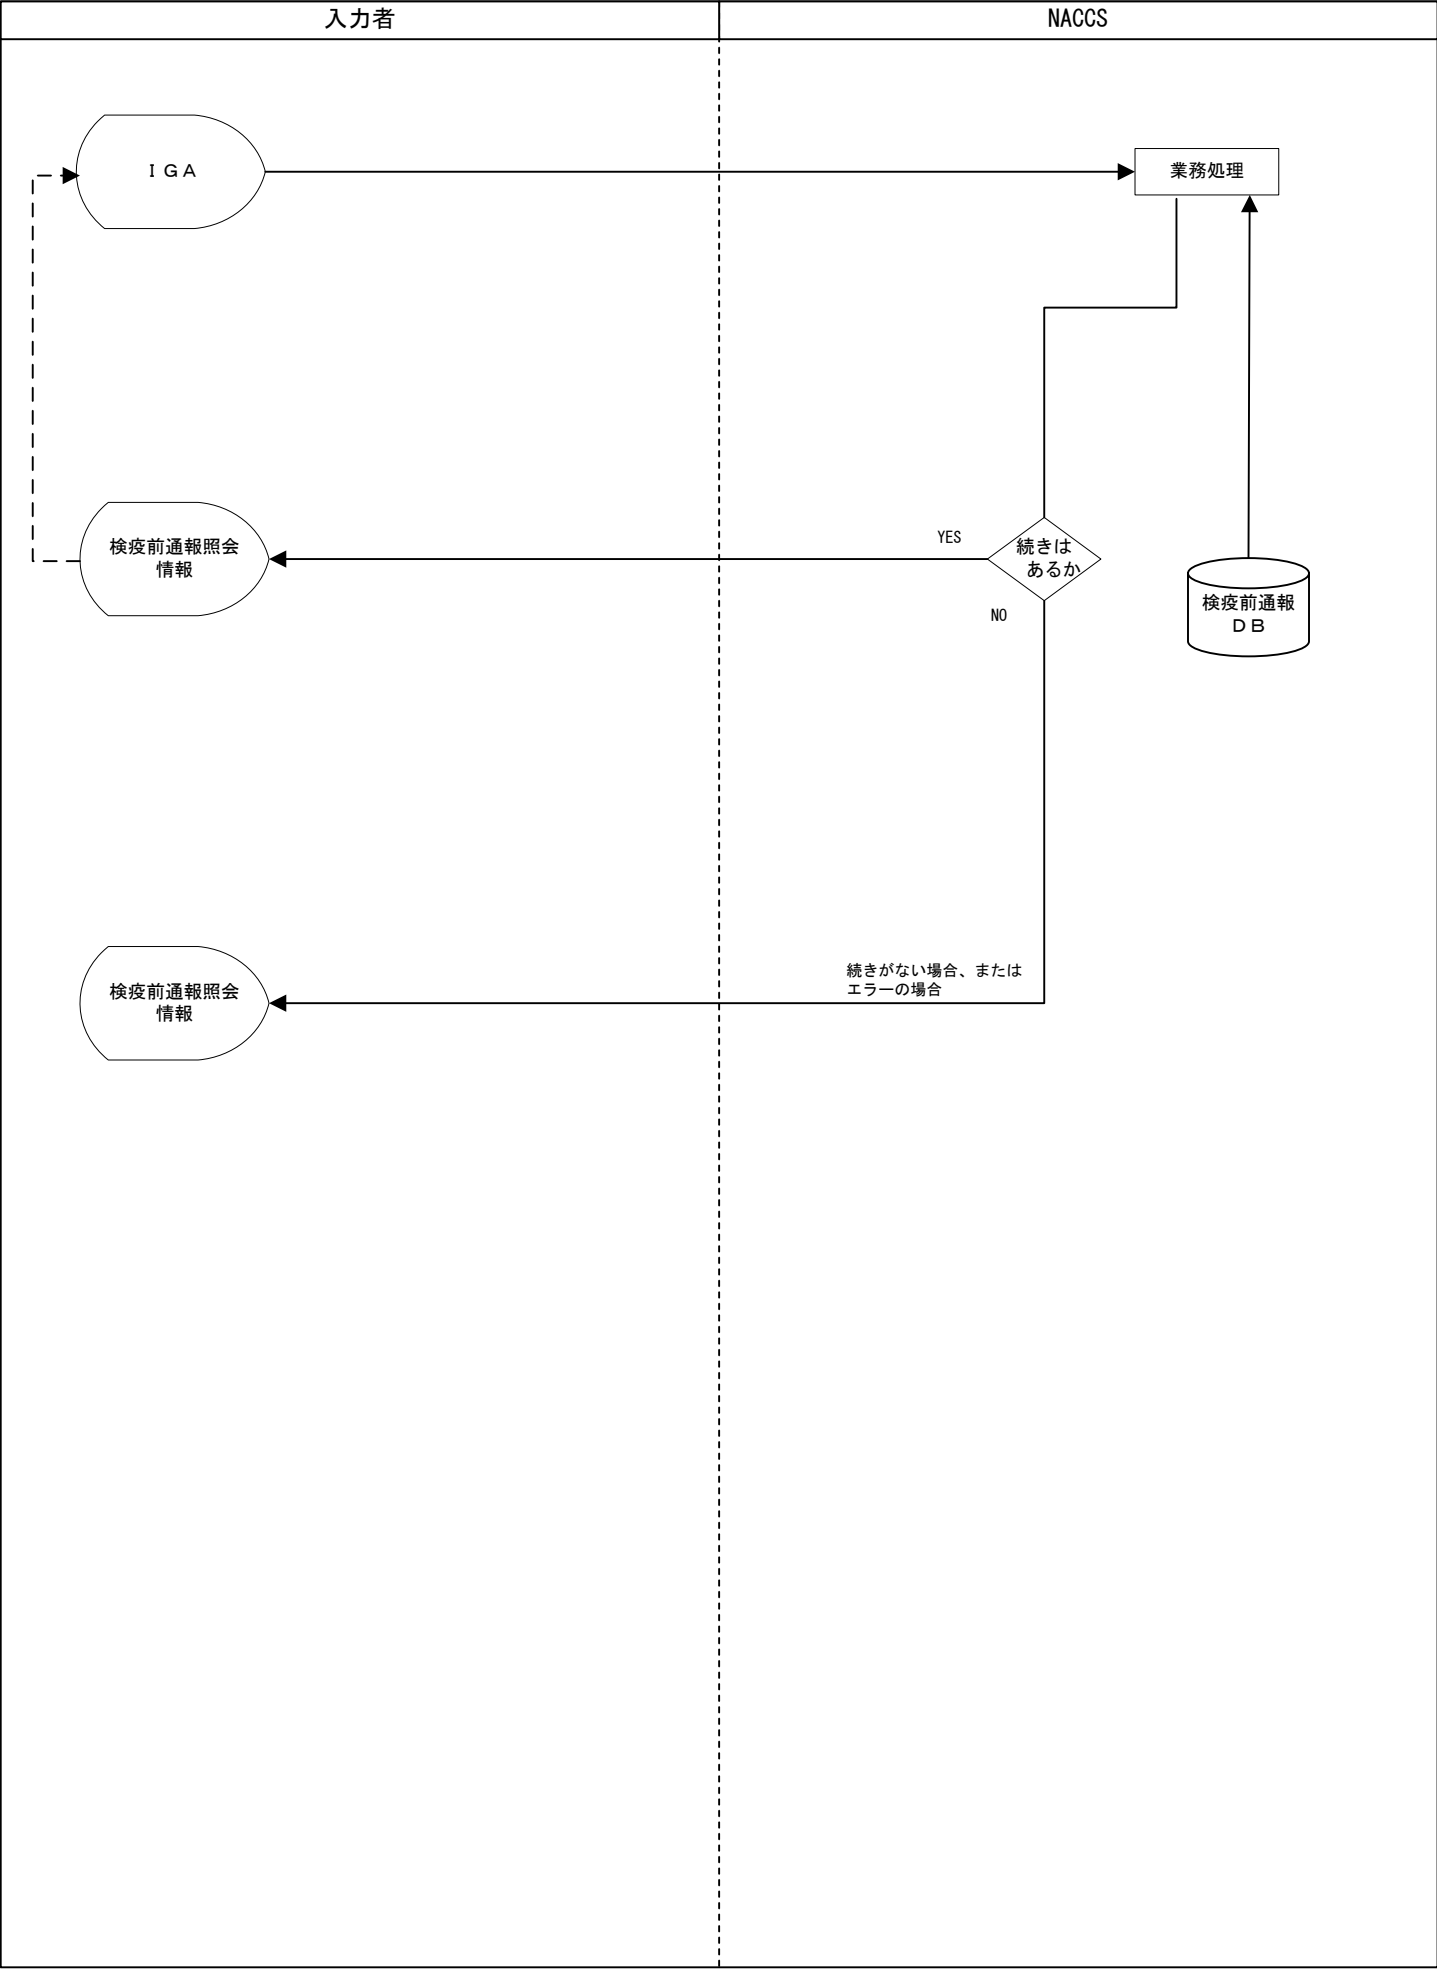 入力者
NACCS
ＩＧＡ
業務処理
検疫前通報照会
情報
YES
続きは
あるか
NO
検疫前通報
ＤＢ
続きがない場合、または
エラーの場合
検疫前通報照会
情報